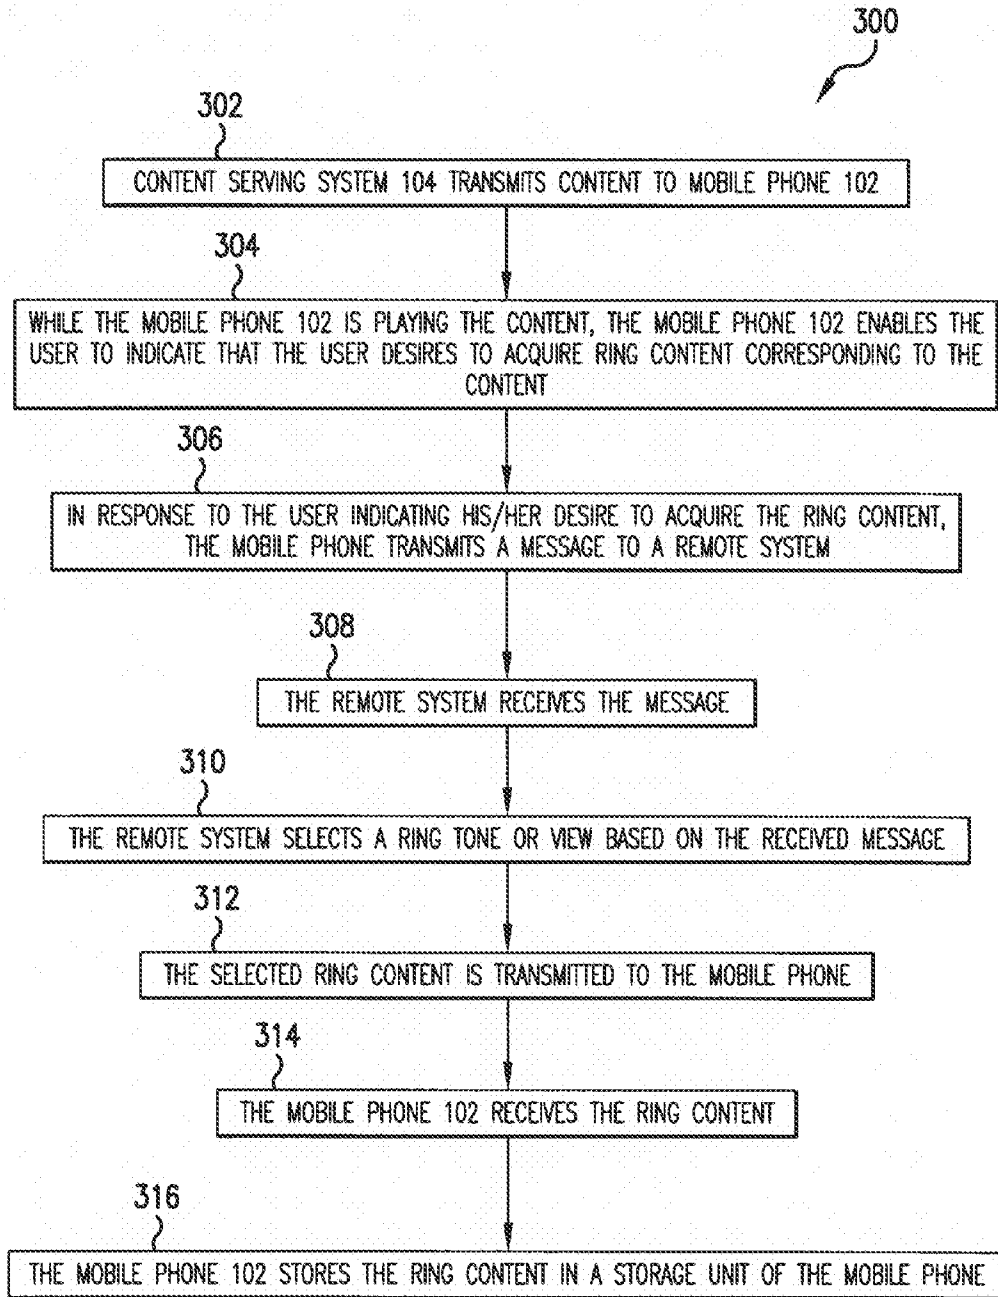 300
302
CONTENT SERVING SYSTEM 104 TRANSMITS CONTENT TO MOBILE PHONE 102
304
WHILE THE MOBILE PHONE 102 IS PLAYING THE CONTENT, THE MOBILE PHONE 102 ENABLES THE
USER TO INDICATE THAT THE USER DESIRES TO ACQUIRE RING CONTENT CORRESPONDING TO THE
CONTENT
306
IN RESPONSE TO THE USER INDICATING HIS/HER DESIRE TO ACQUIRE THE RING CONTENT,
THE MOBILE PHONE TRANSMITS A MESSAGE TO A REMOTE SYSTEM
308
THE REMOTE SYSTEM RECEIVES THE MESSAGE
310
THE REMOTE SYSTEM SELECTS A RING TONE OR VIEW BASED ON THE RECEIVED MESSAGE
312
THE SELECTED RING CONTENT IS TRANSMITTED TO THE MOBILE PHONE
314
THE MOBILE PHONE 102 RECEIVES THE RING CONTENT
316
THE MOBILE PHONE 102 STORES THE RING CONTENT IN A STORAGE UNIT OF THE MOBILE PHONE